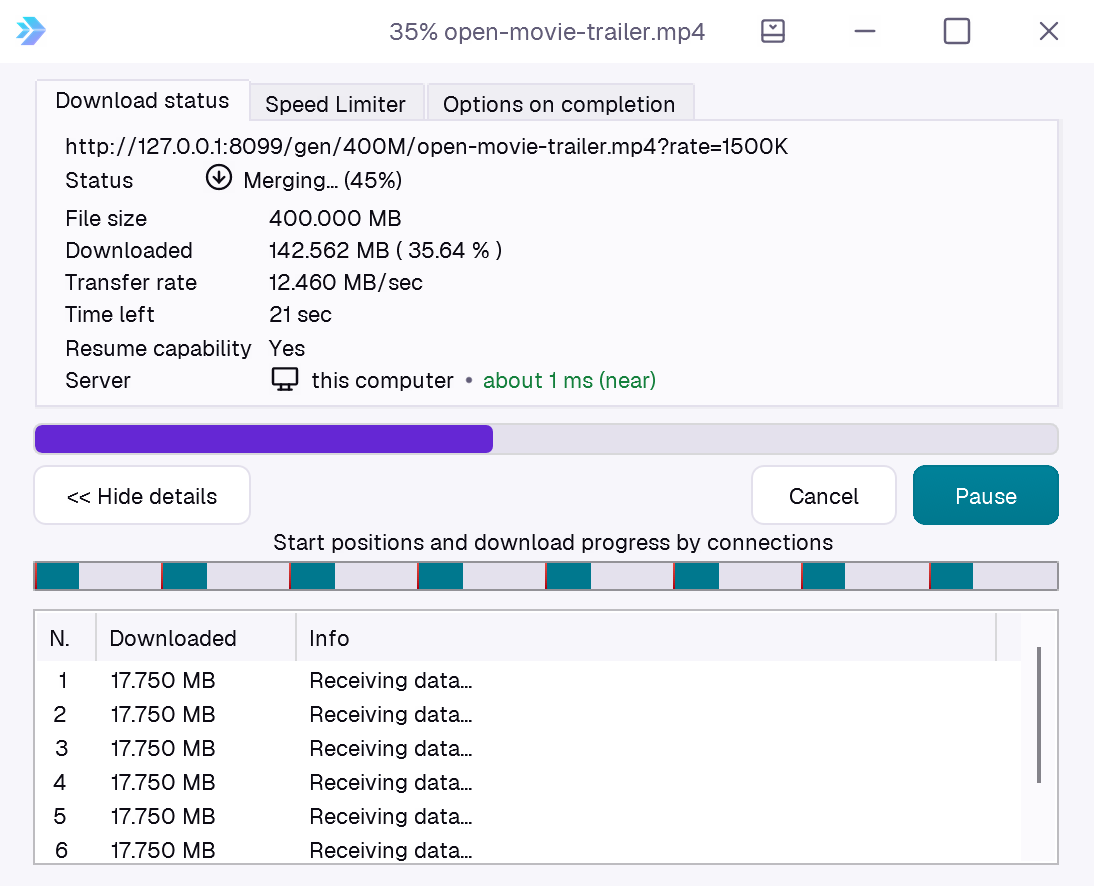 35% open-movie-trailer.mp4
Download status
Speed Limiter
Options on completion
http://127.0.0.1:8099/gen/400M/open-movie-trailer.mp4?rate=1500K
Status Merging... (45%)
File size 400.000 MB
Downloaded 142.562 MB ( 35.64 % )
Transfer rate 12.460 MB/sec
Time left 21 sec
Resume capability Yes
Server this computer • about 1 ms (near)
<< Hide details
Cancel
Pause
Start positions and download progress by connections
N. Downloaded Info
1 17.750 MB Receiving data...
2 17.750 MB Receiving data...
3 17.750 MB Receiving data...
4 17.750 MB Receiving data...
5 17.750 MB Receiving data...
6 17.750 MB Receiving data...